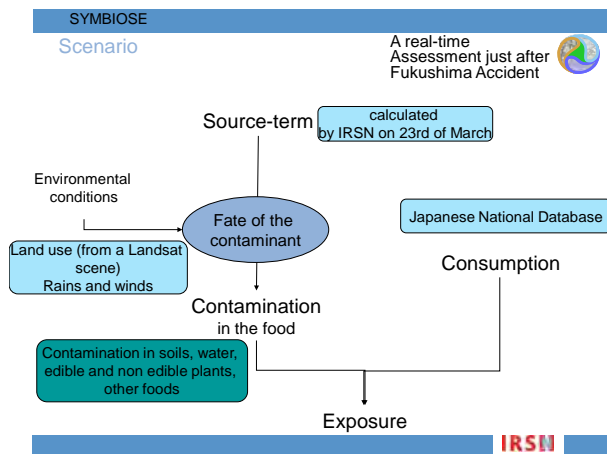 SYMBIOSE
Scenario
A real-time
Assessment just after
Fukushima Accident
Source-term
calculated
by IRSN on 23rd of March
Environmental
conditions
Fate of the
contaminant
Japanese National Database
Land use (from a Landsat
scene)
Rains and winds
Consumption
Contamination
in the food
Contamination in soils, water,
edible and non edible plants,
other foods
Exposure
IRSN